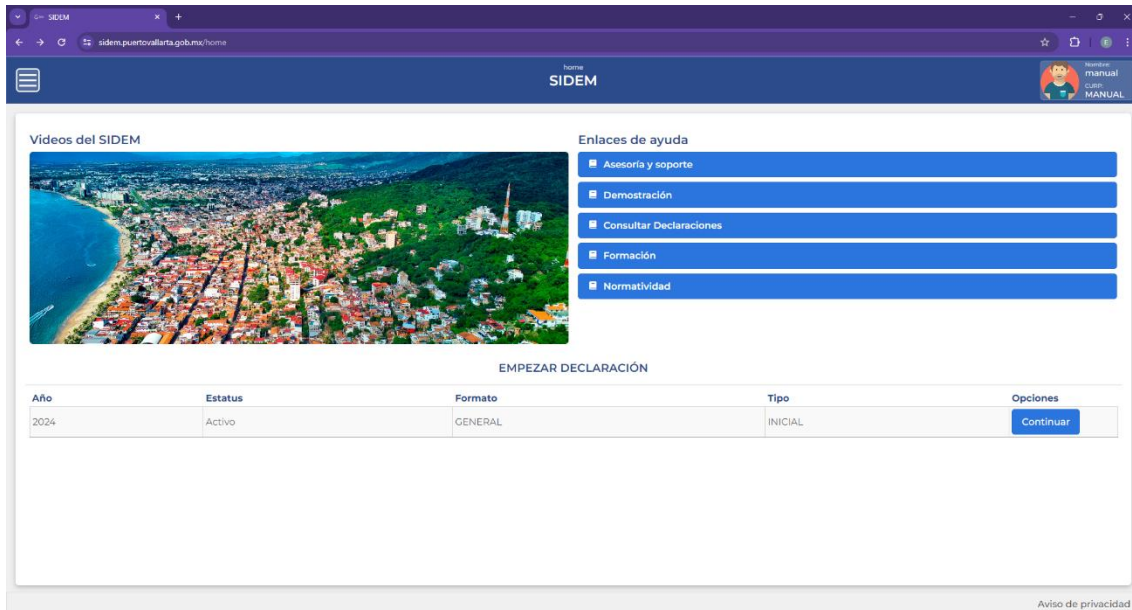 SIDEM
sidem.puertovallarta.gob.mx/home
home
SIDEM
Nombre:
manual
CURP:
MANUAL
Videos del SIDEM
Enlaces de ayuda
Asesoría y soporte
Demostración
Consultar Declaraciones
Formación
Normatividad
EMPEZAR DECLARACIÓN
Año Estatus Formato Tipo Opciones
2024 Activo GENERAL INICIAL Continuar
Aviso de privacidad